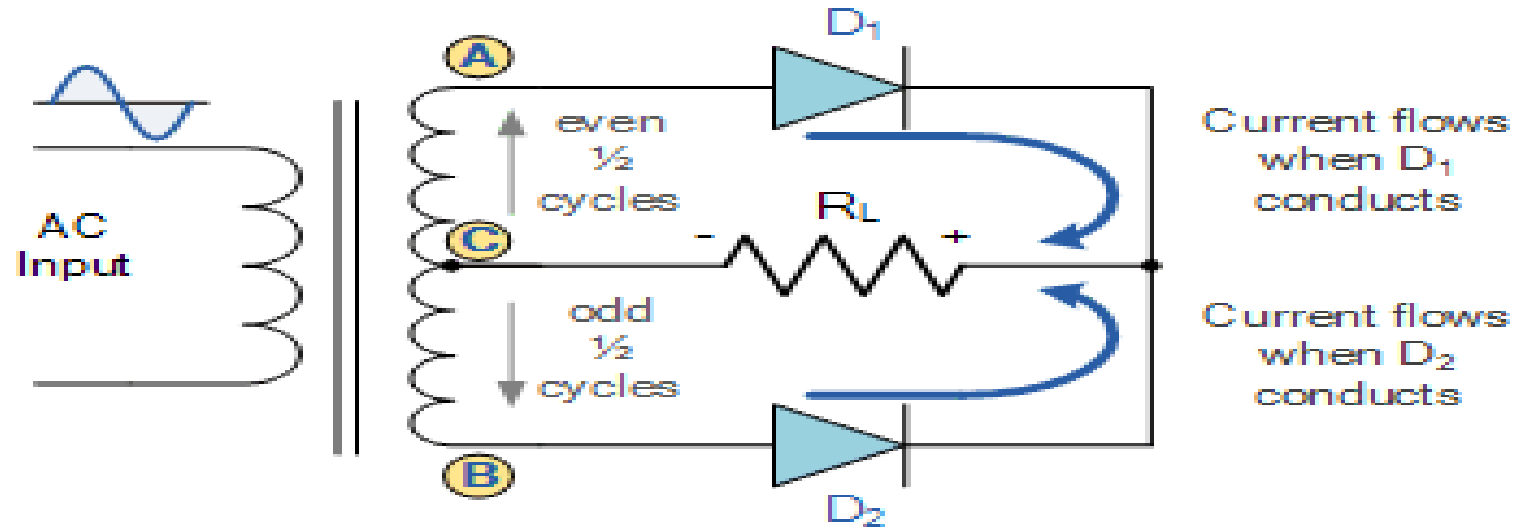 D₁
A
even
½
cycles
Current flows
when D₁
conducts
AC
Input
C
- R_L +
odd
½
cycles
Current flows
when D₂
conducts
B
D₂